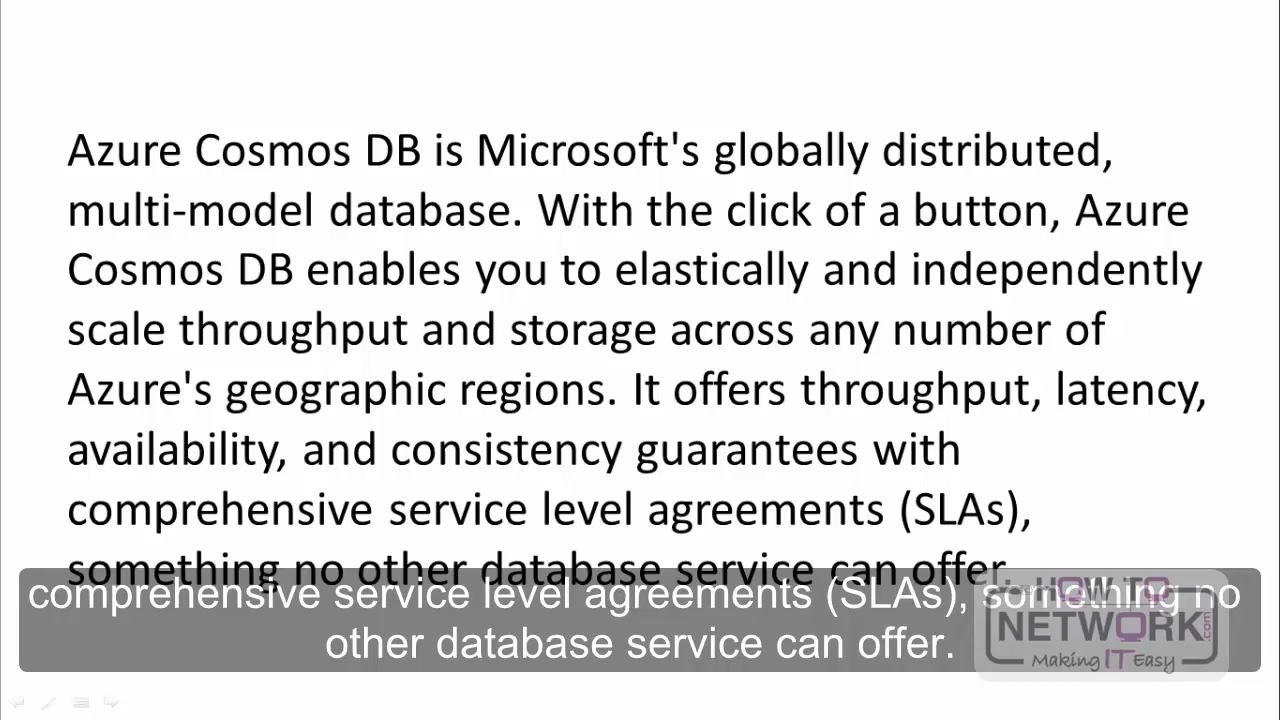 Azure Cosmos DB is Microsoft's globally distributed,
multi-model database. With the click of a button, Azure
Cosmos DB enables you to elastically and independently
scale throughput and storage across any number of
Azure's geographic regions. It offers throughput, latency,
availability, and consistency guarantees with
comprehensive service level agreements (SLAs),
something no other database service can offer.
comprehensive service level agreements (SLAs), something no
other database service can offer.
HOW TO
NETWORK.com
Making IT Easy